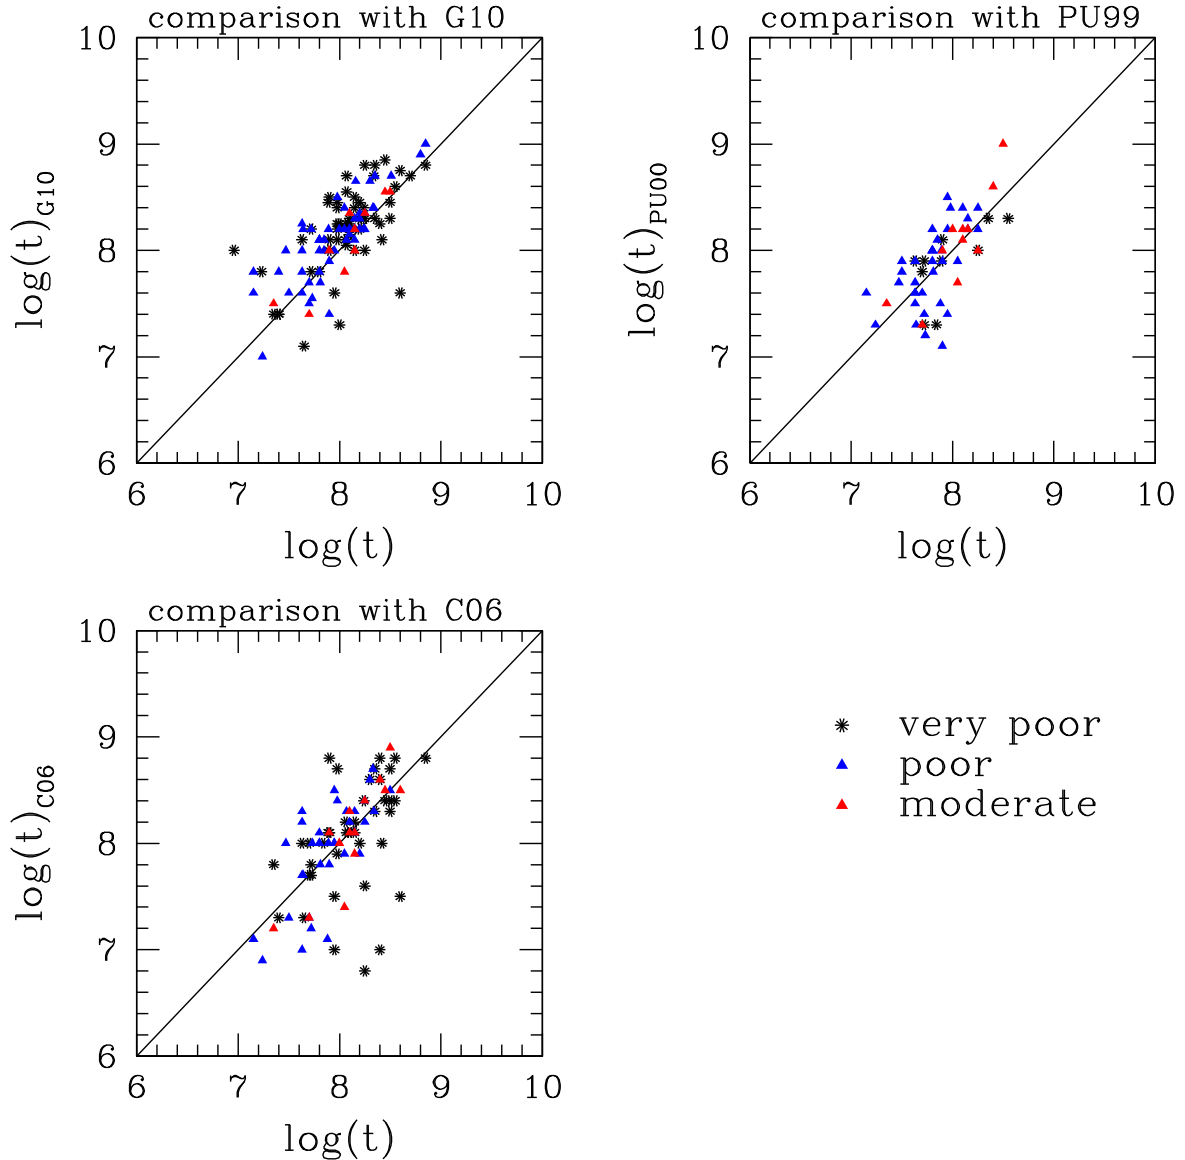 comparison with G10
10
9
8
7
6
6 7 8 9 10
log(t)
log(t)G10
comparison with PU99
10
9
8
7
6
6 7 8 9 10
log(t)
log(t)PU00
comparison with C06
10
9
8
7
6
6 7 8 9 10
log(t)
log(t)C06
very poor
poor
moderate